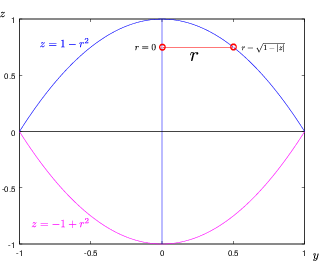 z
1
z = 1 − r²
r = 0
r = √1 − |z|
r
0.5
0
-0.5
z = −1 + r²
-1
-1 -0.5 0 0.5 1
y